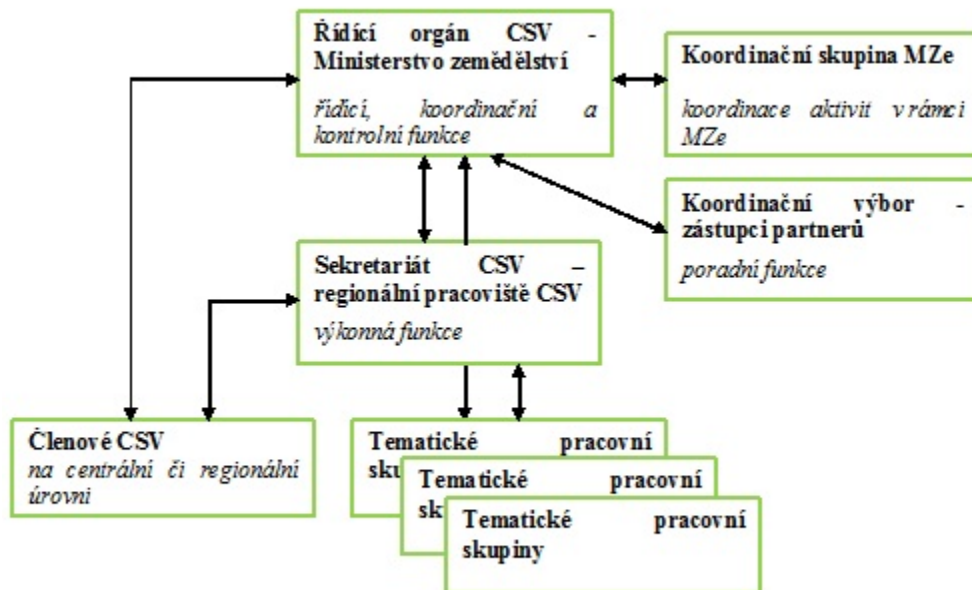 Řídící orgán CSV -
Ministerstvo zemědělství
řídící, koordinační a
kontrolní funkce
Koordinační skupina MZe
koordinace aktivit v rámci
MZe
Koordinační výbor -
zástupci partnerů
poradní funkce
Sekretariát CSV –
regionální pracoviště CSV
výkonná funkce
Členové CSV
na centrální či regionální
úrovni
Tematické pracovní
sku
Tematické pracovní
sk
Tematické pracovní
skupiny